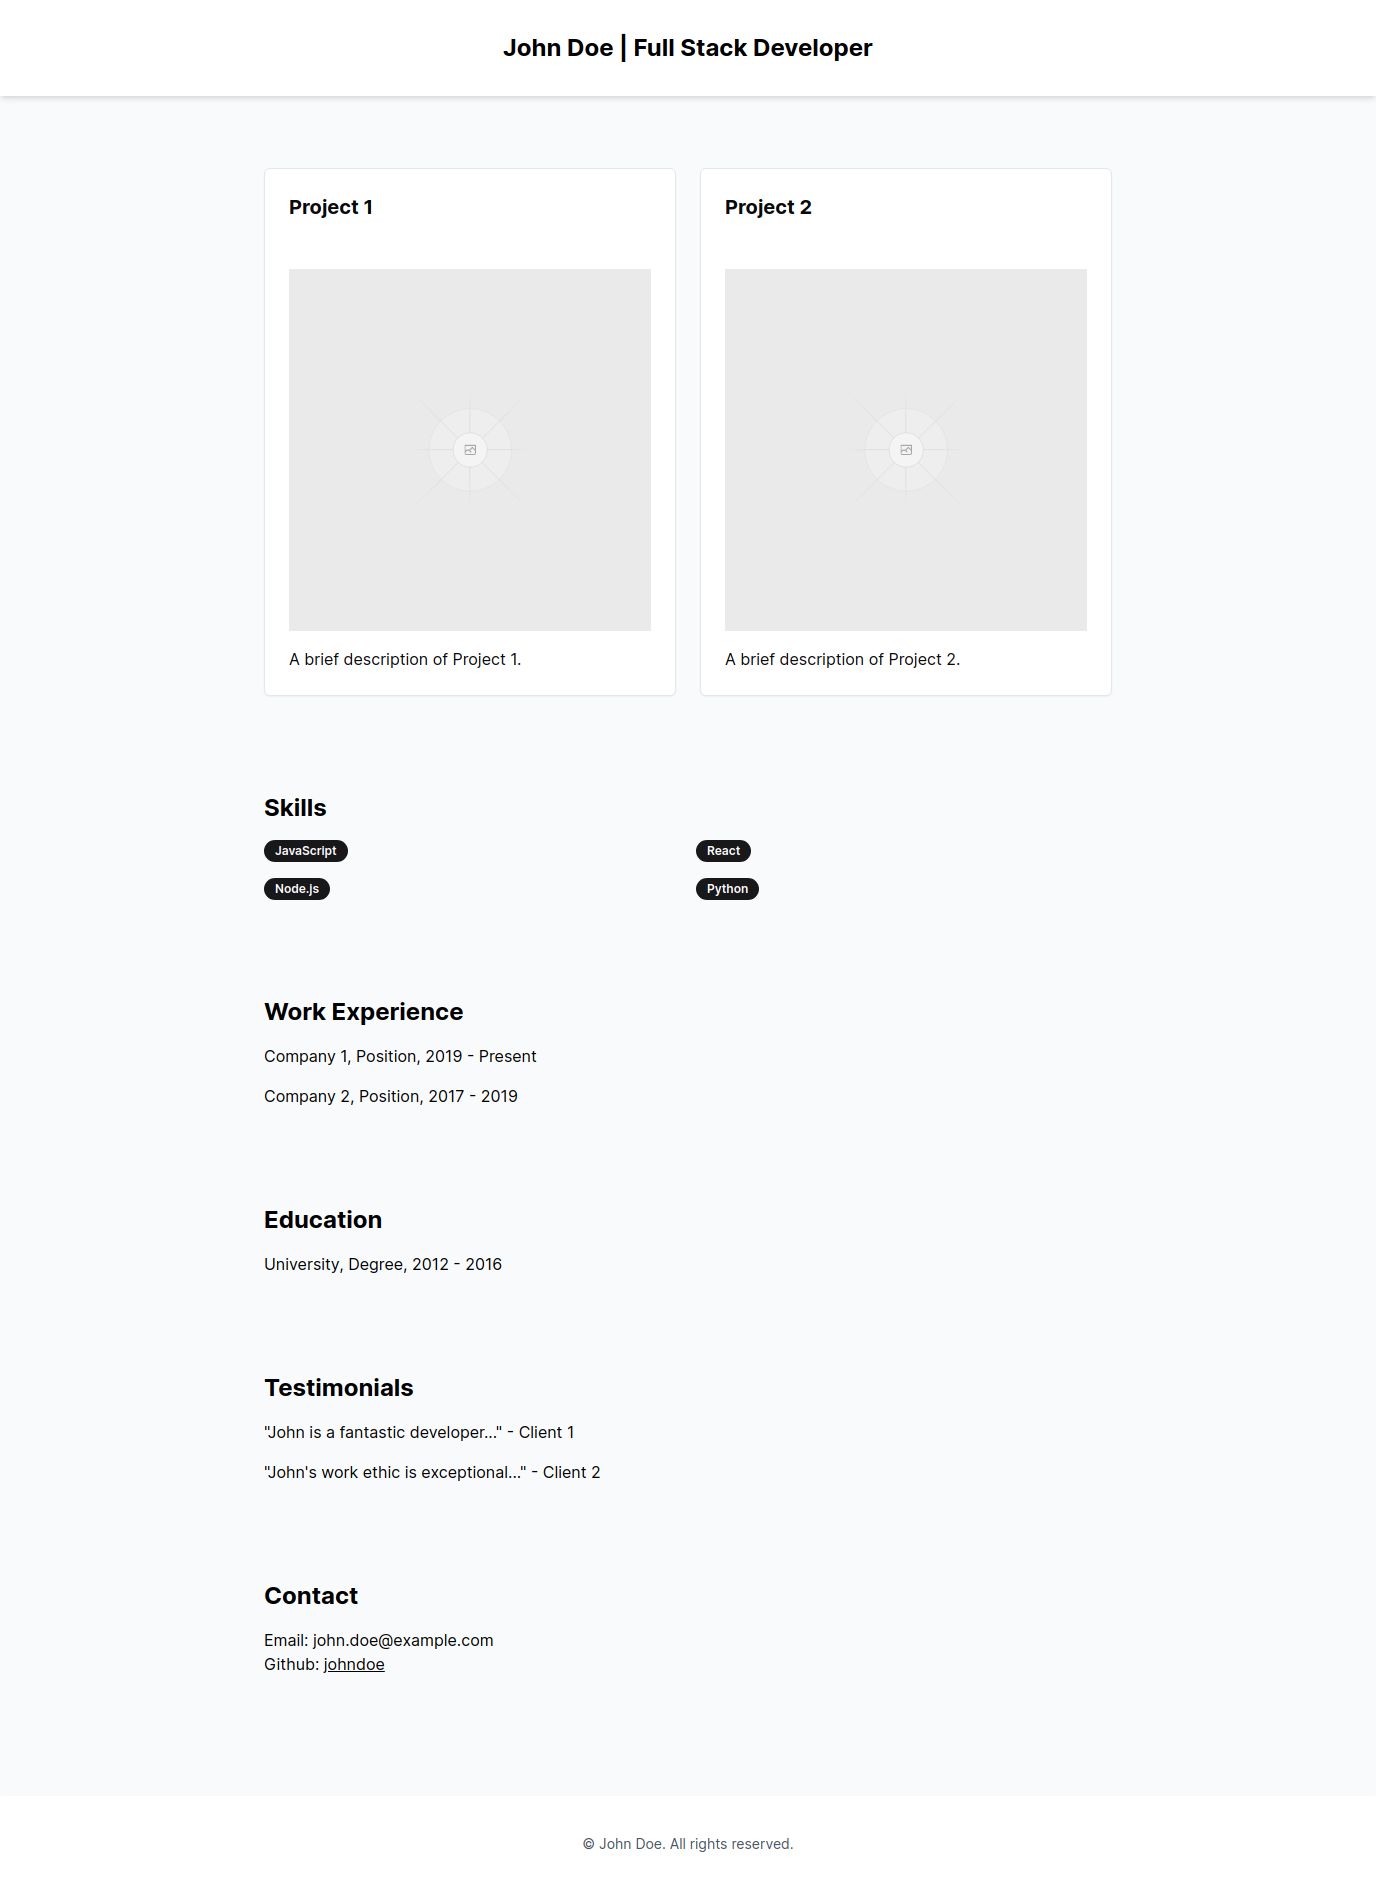 John Doe | Full Stack Developer
Project 1
Project 2
A brief description of Project 1.
A brief description of Project 2.
Skills
JavaScript
React
Node.js
Python
Work Experience
Company 1, Position, 2019 - Present
Company 2, Position, 2017 - 2019
Education
University, Degree, 2012 - 2016
Testimonials
"John is a fantastic developer..." - Client 1
"John's work ethic is exceptional..." - Client 2
Contact
Email: john.doe@example.com
Github: johndoe
© John Doe. All rights reserved.